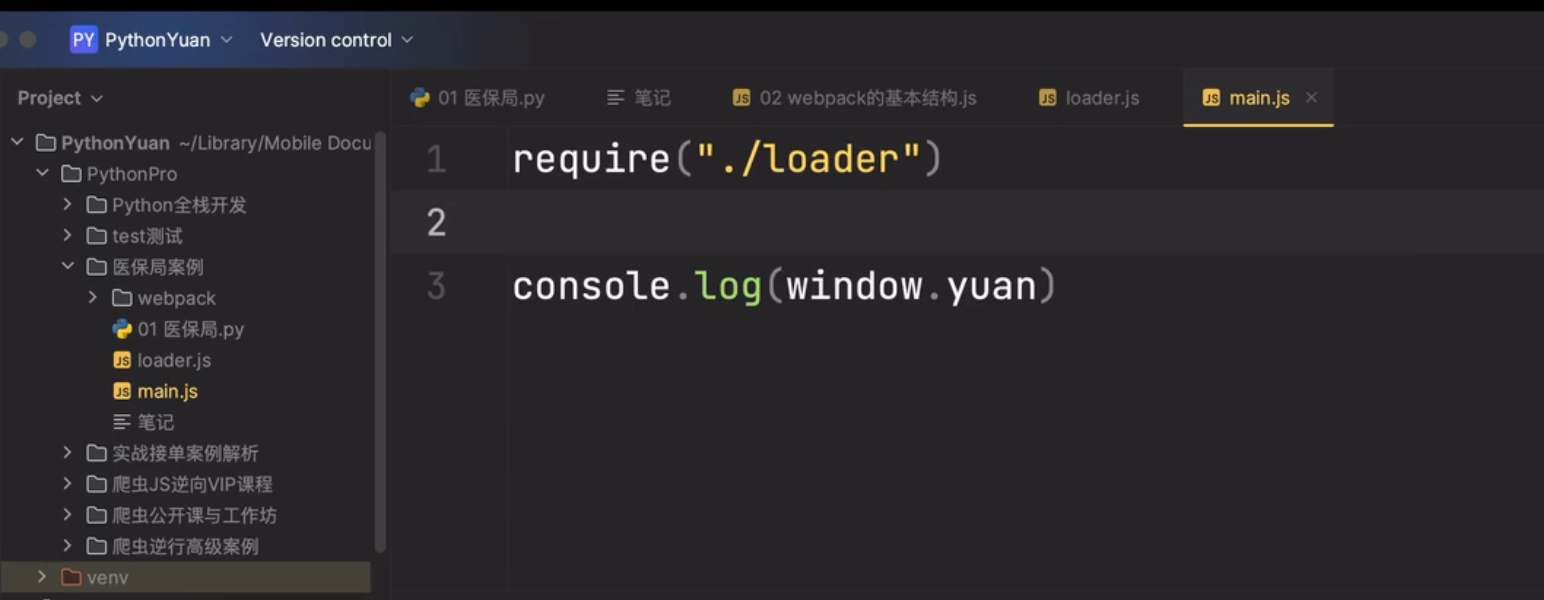 PY PythonYuan Version control
Project
01 医保局.py 笔记 02 webpack的基本结构.js loader.js main.js
PythonYuan ~/Library/Mobile Docu
PythonPro
Python全栈开发
test测试
医保局案例
webpack
01 医保局.py
loader.js
main.js
笔记
实战接单案例解析
爬虫JS逆向VIP课程
爬虫公开课与工作坊
爬虫逆行高级案例
venv
1 require("./loader")
2
3 console.log(window.yuan)